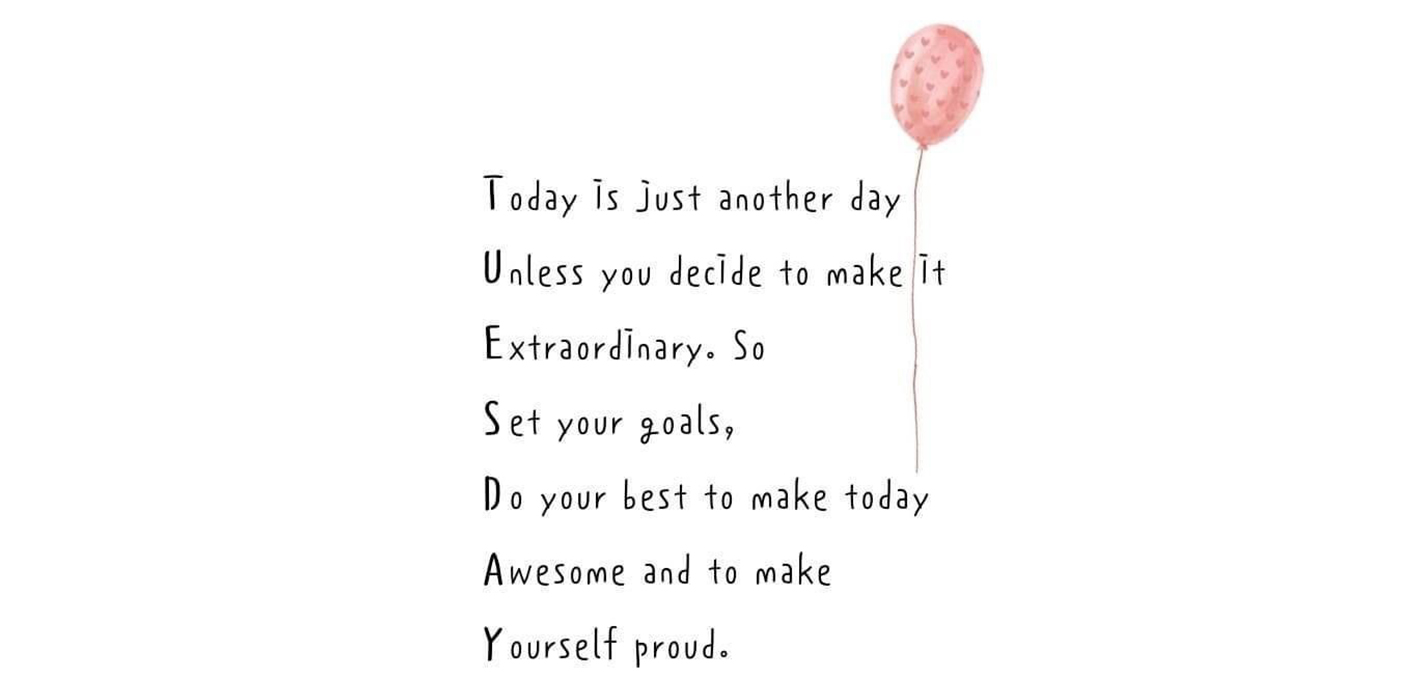 Today is just another day
Unless you decide to make it
Extraordinary. So
Set your goals,
Do your best to make today
Awesome and to make
Yourself proud.